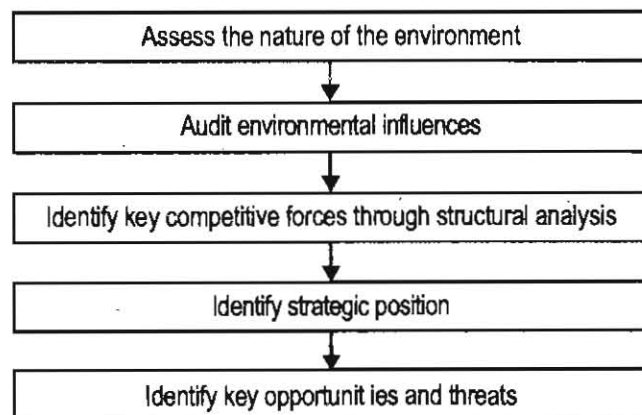 Assess the nature of the environment
Audit environmental influences
Identify key competitive forces through structural analysis
Identify strategic position
Identify key opportunit ies and threats